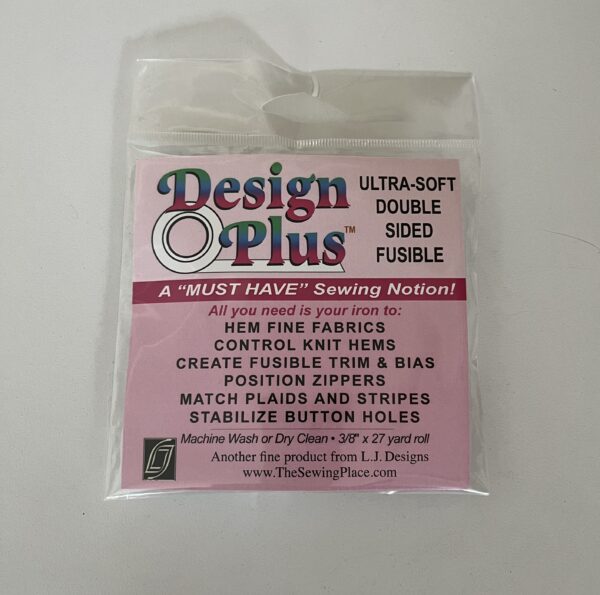 Design
Plus™
ULTRA-SOFT
DOUBLE
SIDED
FUSIBLE
A "MUST HAVE" Sewing Notion!
All you need is your iron to:
HEM FINE FABRICS
CONTROL KNIT HEMS
CREATE FUSIBLE TRIM & BIAS
POSITION ZIPPERS
MATCH PLAIDS AND STRIPES
STABILIZE BUTTON HOLES
Machine Wash or Dry Clean • 3/8" x 27 yard roll
Another fine product from L.J. Designs
www.TheSewingPlace.com